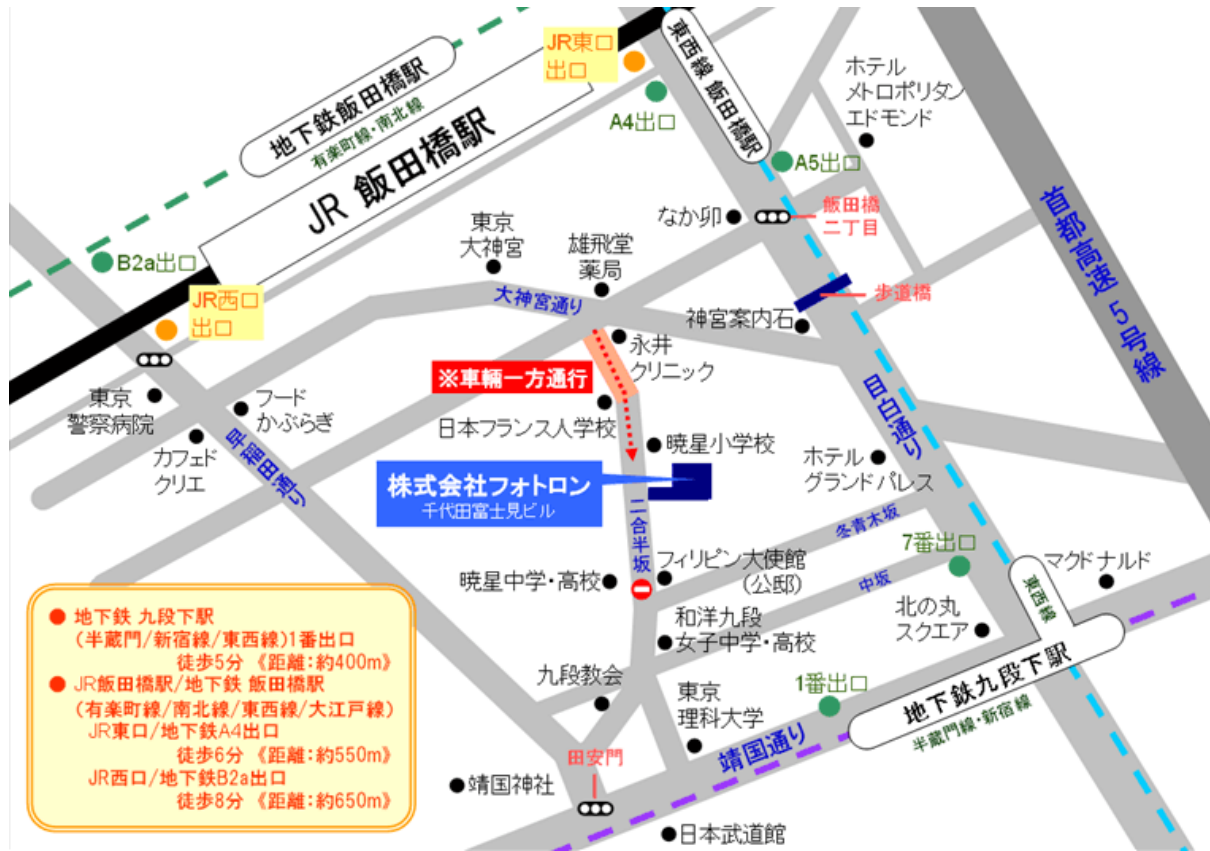 JR東口
出口
地下鉄飯田橋駅
有楽町線・南北線
JR 飯田橋駅
東西線 飯田橋駅
A4出口
A5出口
ホテル
メトロポリタン
エドモンド
首都高速 5号線
なか卯
飯田橋
二丁目
B2a出口
JR西口
出口
東京
大神宮
雄飛堂
薬局
大神宮通り
歩道橋
神宮案内石
永井
クリニック
※車輌一方通行
日本フランス人学校
暁星小学校
東京
警察病院
フード
かぶらぎ
カフェド
クリエ
早稲田通り
目白通り
ホテル
グランドパレス
株式会社フォトロン
千代田富士見ビル
二合半坂
冬青木坂
フィリピン大使館
(公邸)
暁星中学・高校
中坂
7番出口
マクドナルド
東西線
北の丸
スクエア
和洋九段
女子中学・高校
九段教会
東京
理科大学
1番出口
地下鉄九段下駅
半蔵門線・新宿線
靖国通り
田安門
靖国神社
日本武道館
● 地下鉄 九段下駅
(半蔵門/新宿線/東西線)1番出口
徒歩5分 《距離:約400m》
● JR飯田橋駅/地下鉄 飯田橋駅
(有楽町線/南北線/東西線/大江戸線)
JR東口/地下鉄A4出口
徒歩6分 《距離:約550m》
JR西口/地下鉄B2a出口
徒歩8分 《距離:約650m》